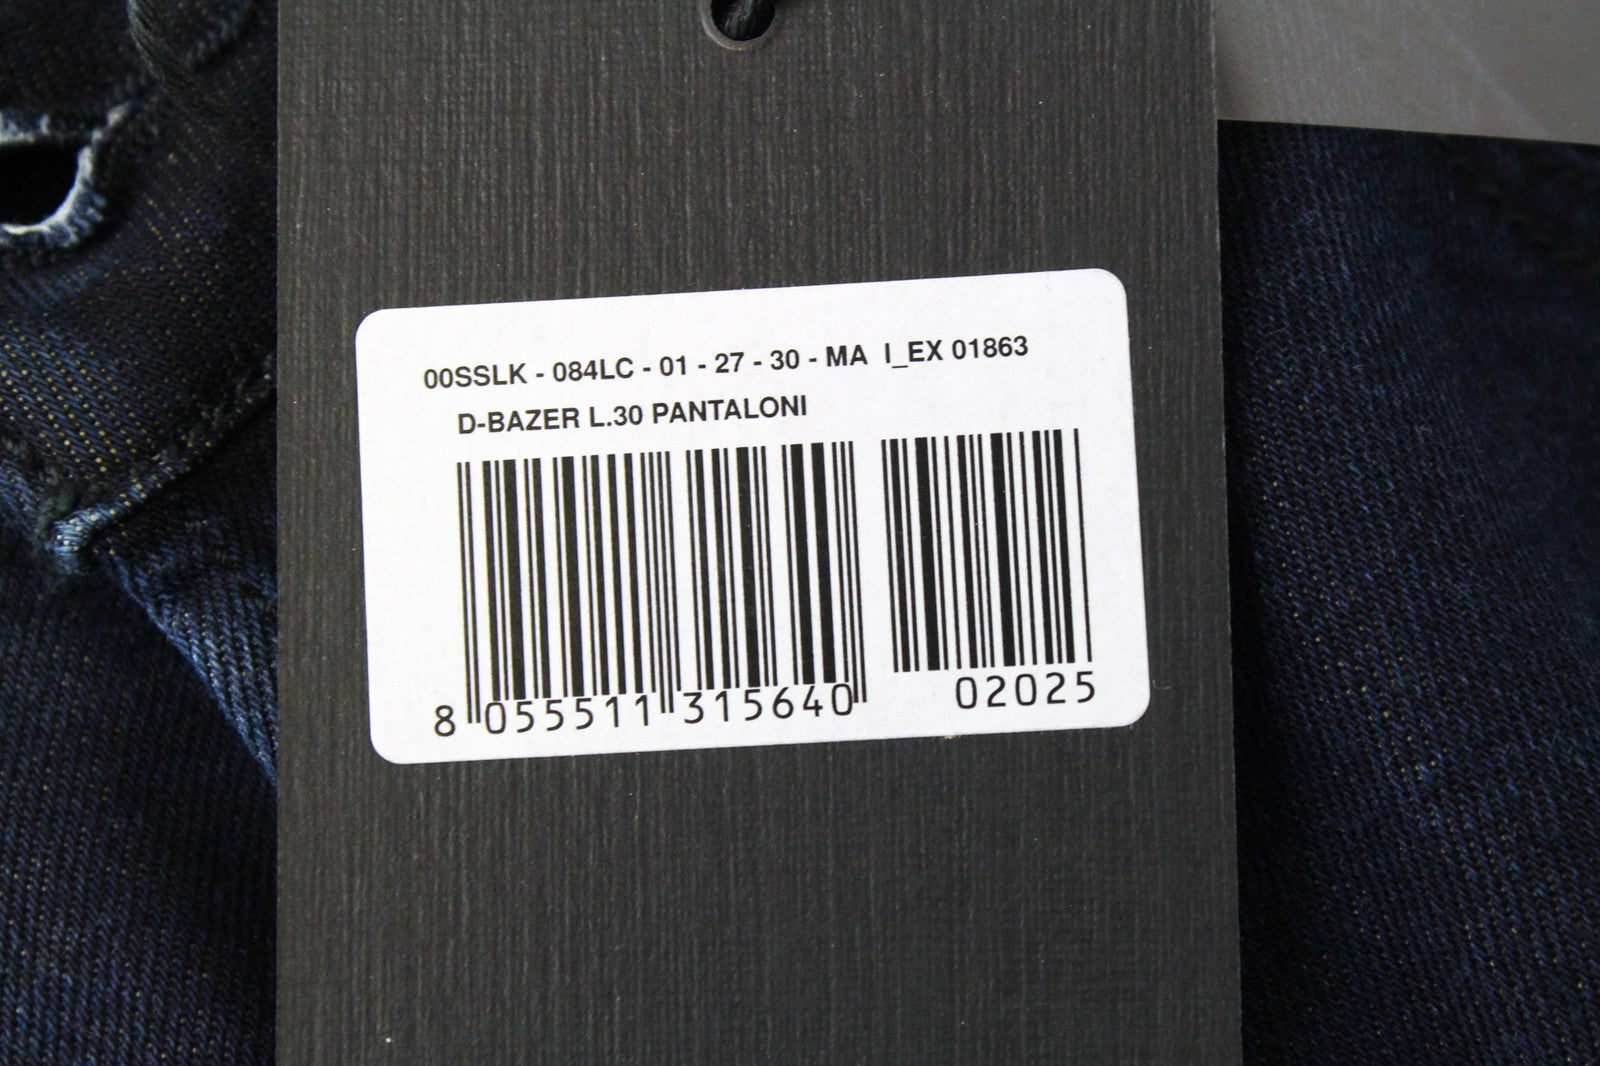 00SSLK - 084LC - 01 - 27 - 30 - MA I_EX 01863
D-BAZER L.30 PANTALONI
8 055511 315640 02025